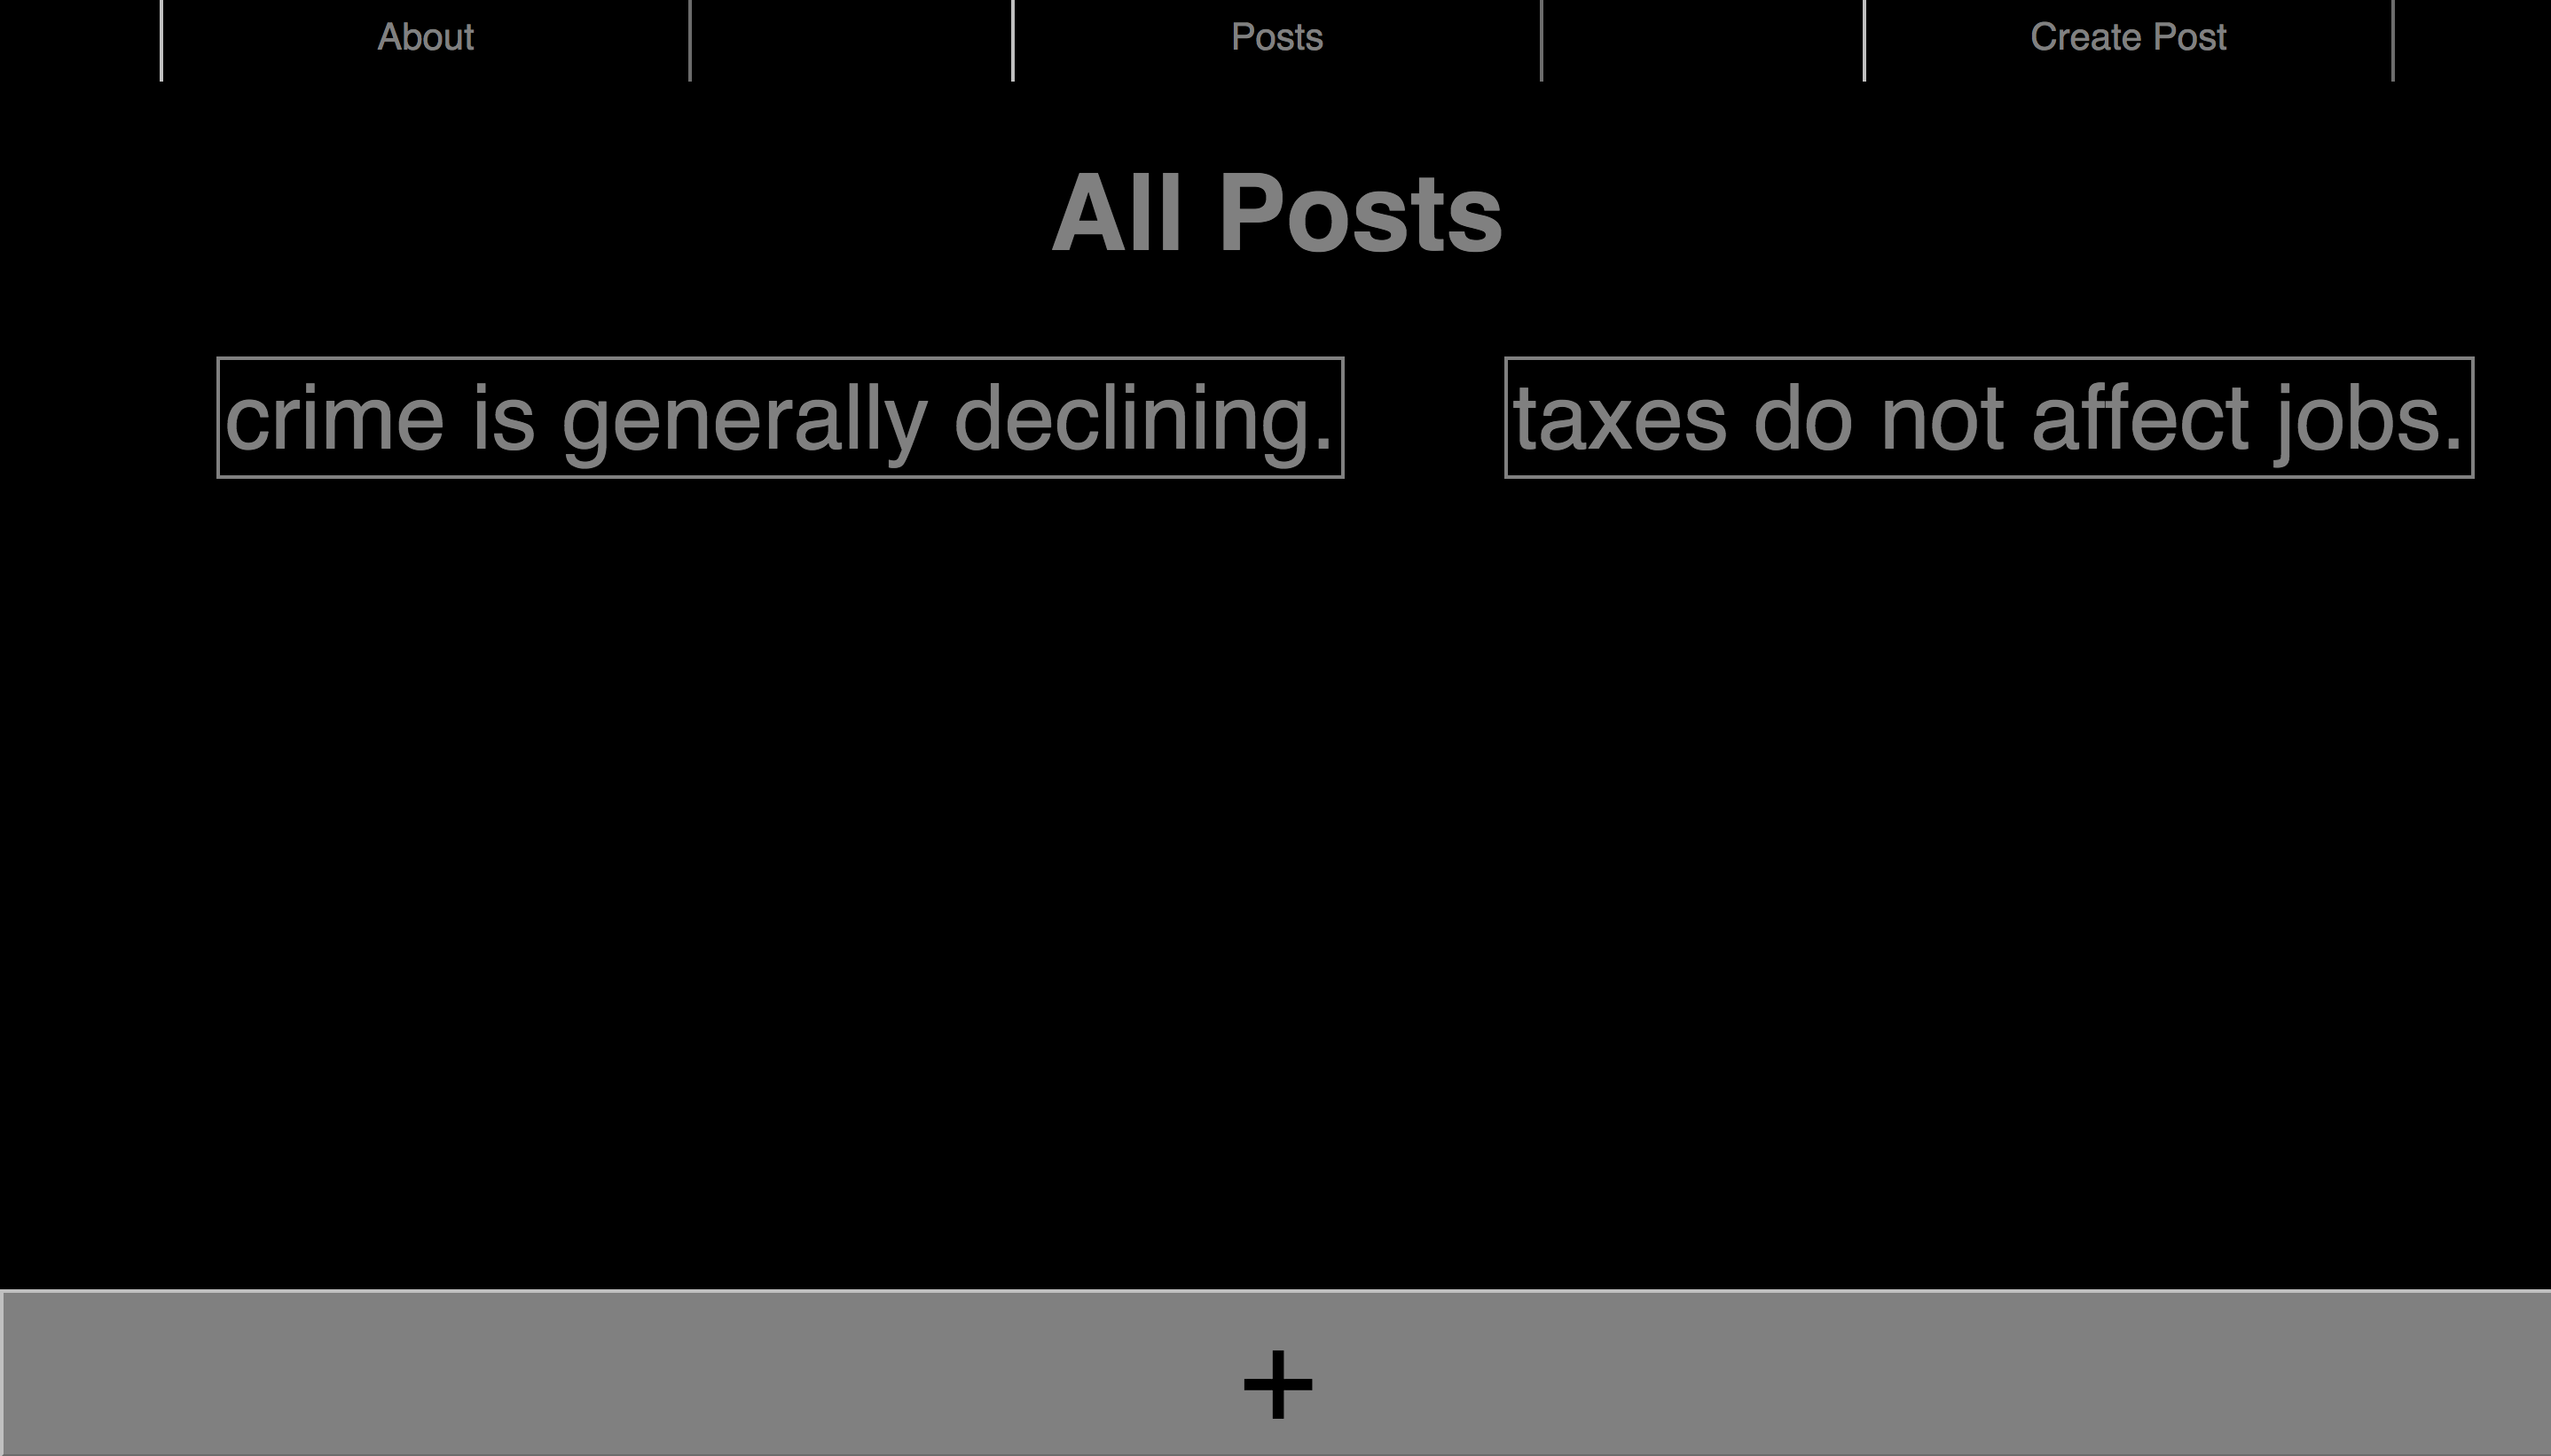 About Posts Create Post
All Posts
crime is generally declining. taxes do not affect jobs.
+